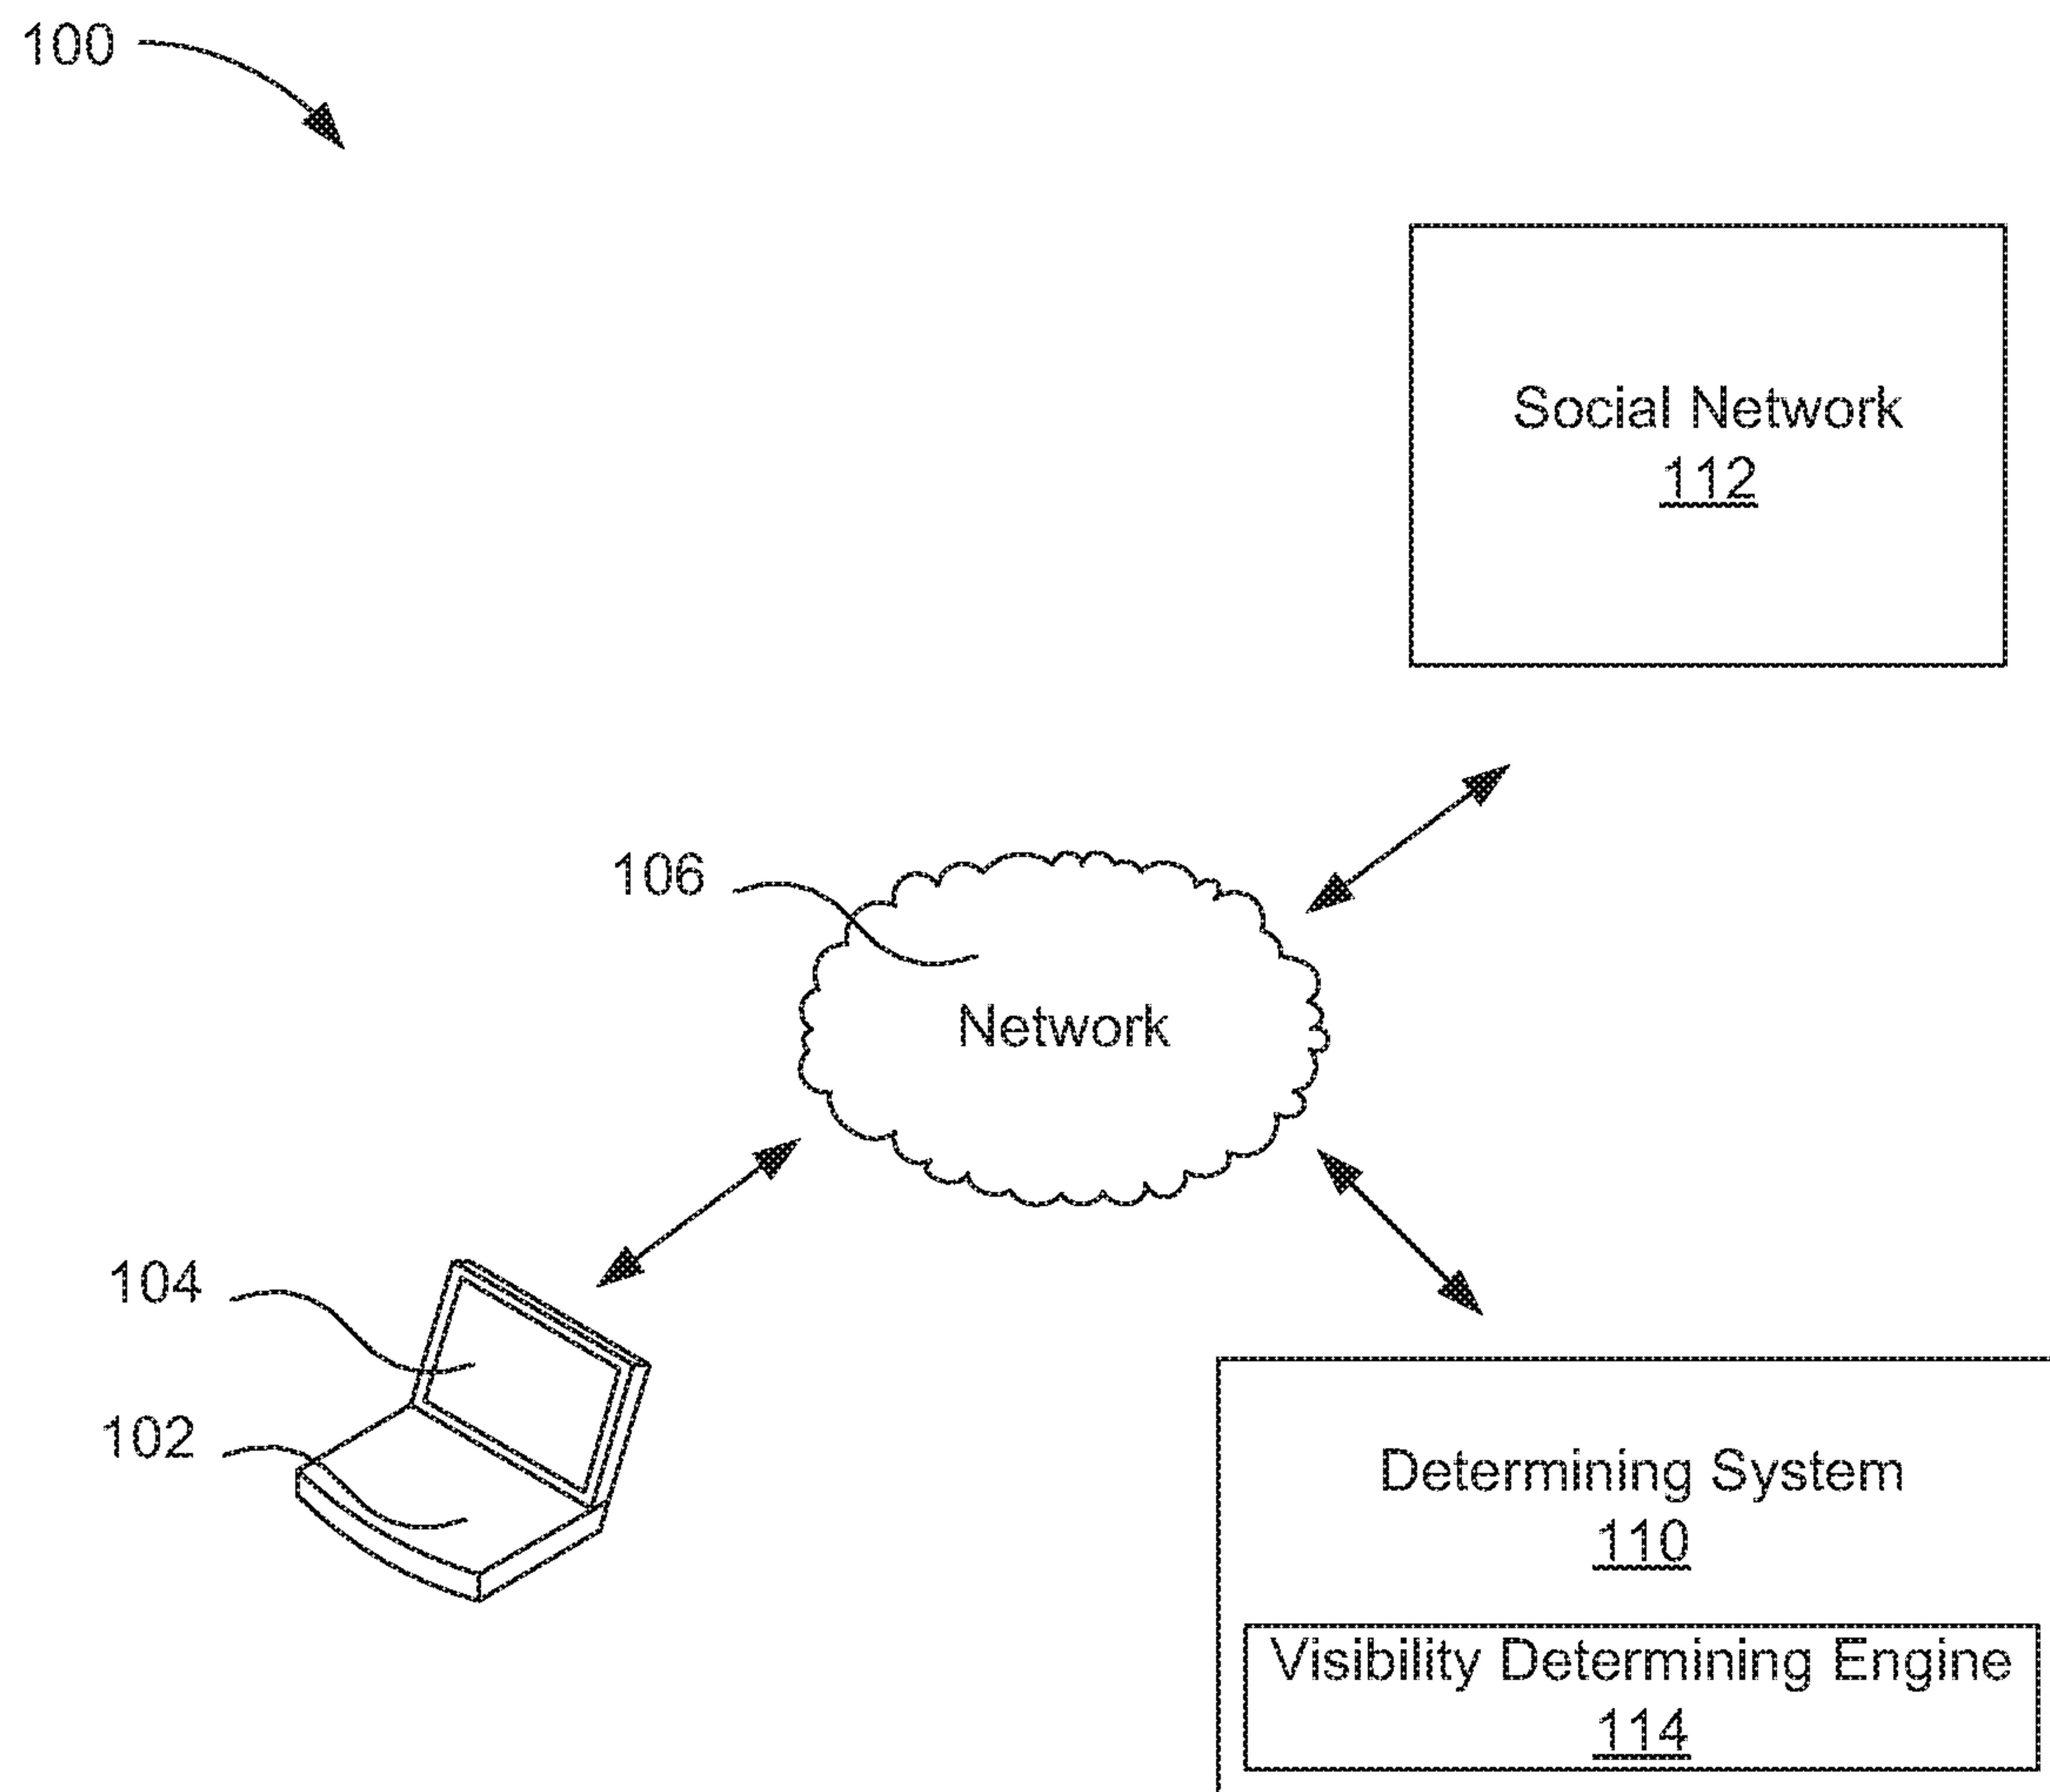 100
Social Network
112
106
Network
104
102
Determining System
110
Visibility Determining Engine
114